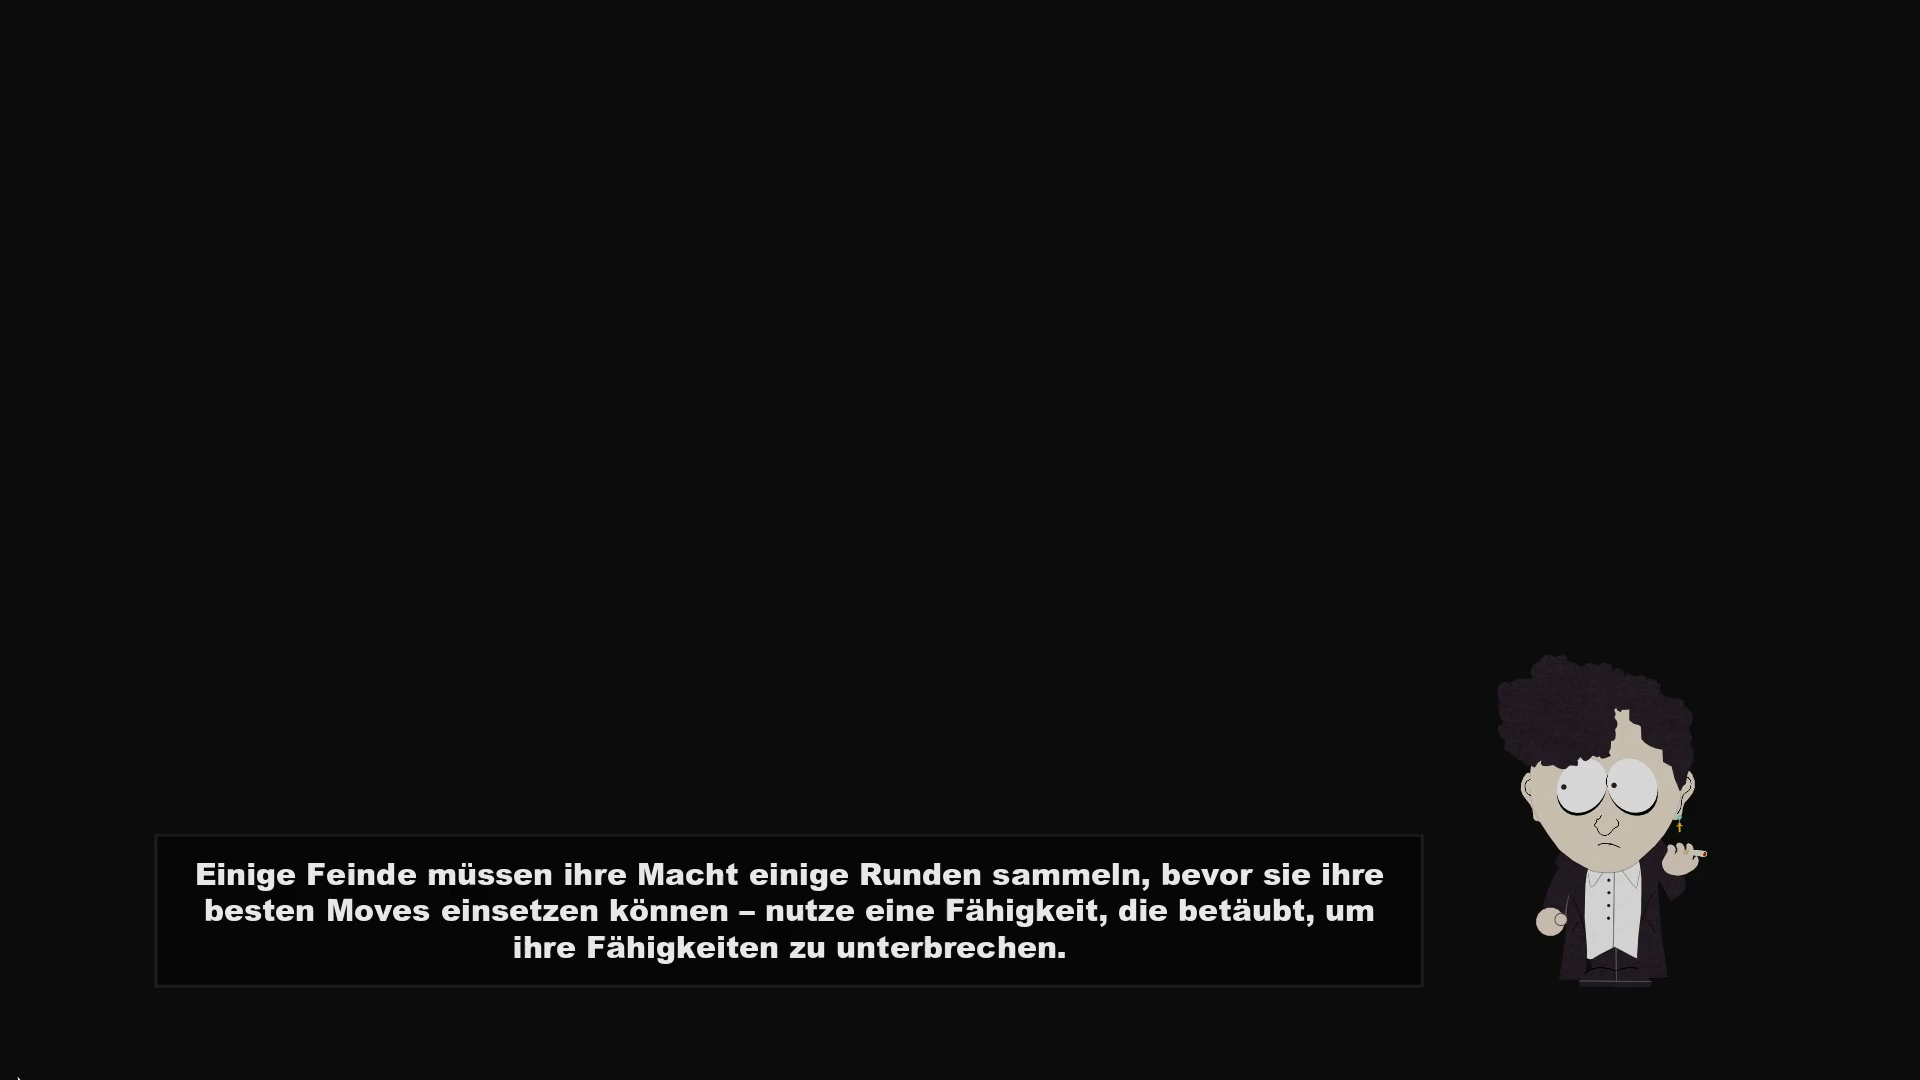 Einige Feinde müssen ihre Macht einige Runden sammeln, bevor sie ihre
besten Moves einsetzen können – nutze eine Fähigkeit, die betäubt, um
ihre Fähigkeiten zu unterbrechen.